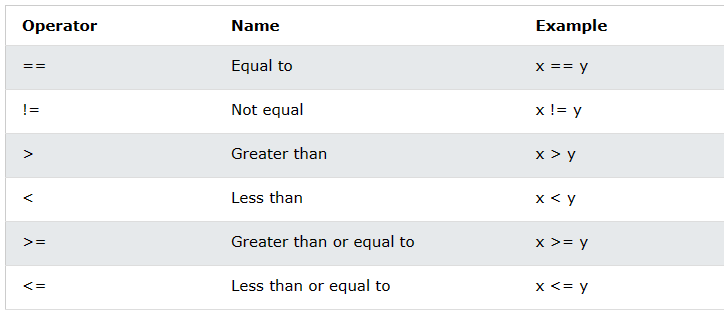 Operator Name Example
== Equal to x == y
!= Not equal x != y
> Greater than x > y
< Less than x < y
>= Greater than or equal to x >= y
<= Less than or equal to x <= y